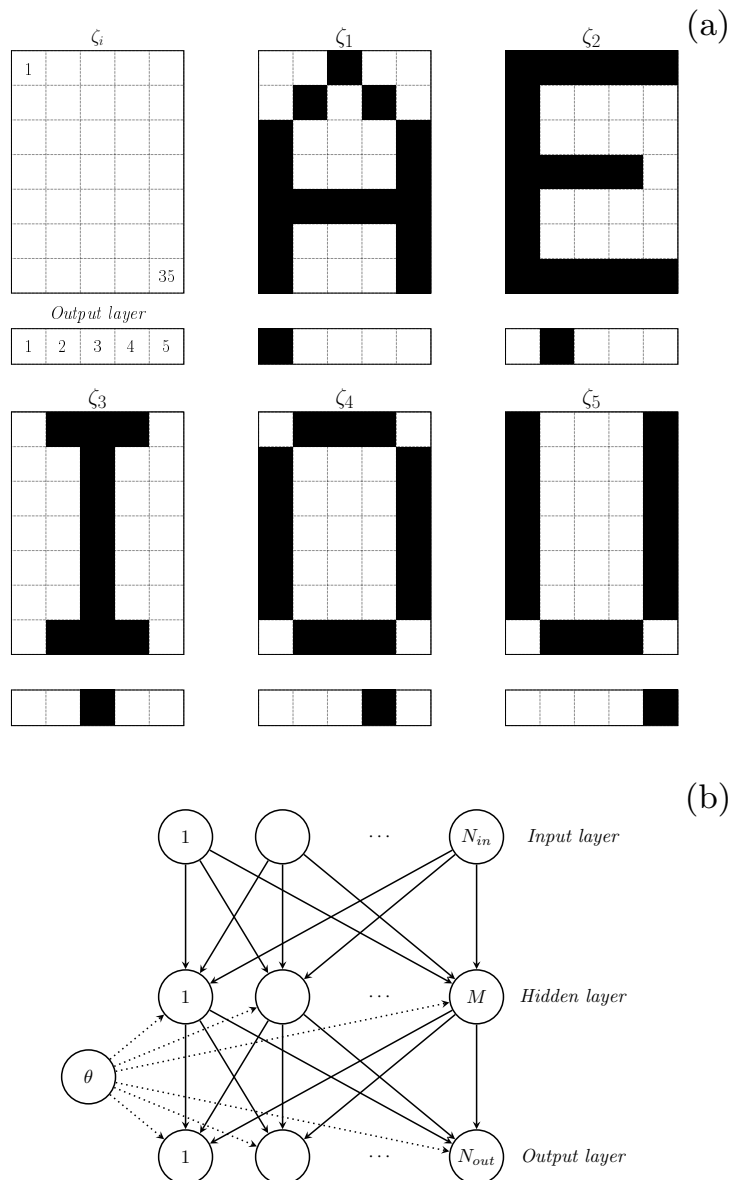 (a)
ζi ζ1 ζ2
1
35
Output layer
1 2 3 4 5
ζ3 ζ4 ζ5
(b)
1 ... Nin Input layer
1 ... M Hidden layer
θ
1 ... Nout Output layer